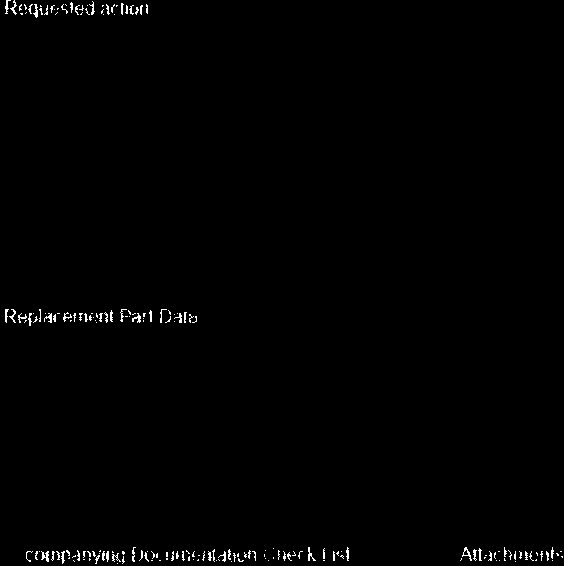 Requested action
Replacement Part Data
companying Documentation Check List Attachments